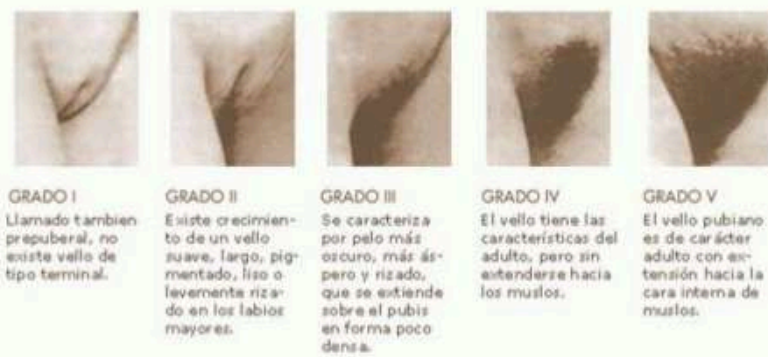 GRADO I
Llamado tambien
prepuberal, no
existe vello de
tipo terminal.
GRADO II
Existe crecimien-
to de un vello
suave, largo, pig-
mentado, liso o
levemente riza-
do en los labios
mayores.
GRADO III
Se caracteriza
por pelo más
oscuro, más ás-
pero y rizado,
que se extiende
sobre el pubis
en forma poco
densa.
GRADO IV
El vello tiene las
características del
adulto, pero sin
extenderse hacia
los muslos.
GRADO V
El vello pubiano
es de carácter
adulto con ex-
tensión hacia la
cara interna de
muslos.